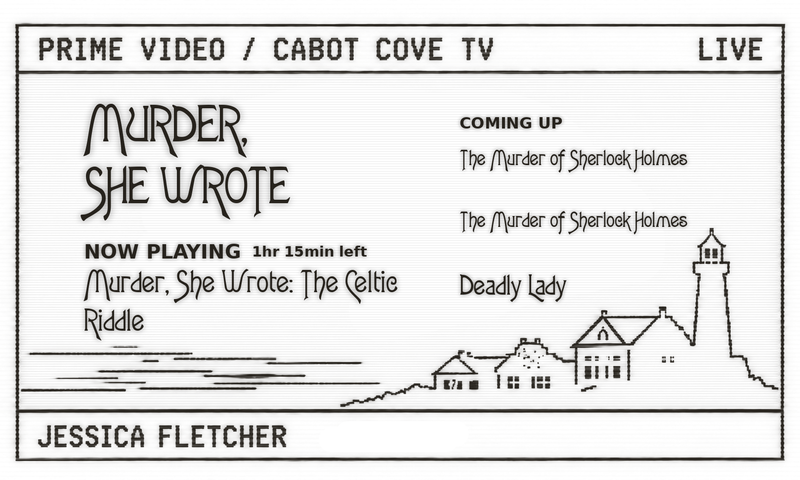 PRIME VIDEO / CABOT COVE TV
LIVE
MURDER,
SHE WROTE
NOW PLAYING 1hr 15min left
Murder, She Wrote: The Celtic
Riddle
COMING UP
The Murder of Sherlock Holmes
The Murder of Sherlock Holmes
Deadly Lady
JESSICA FLETCHER